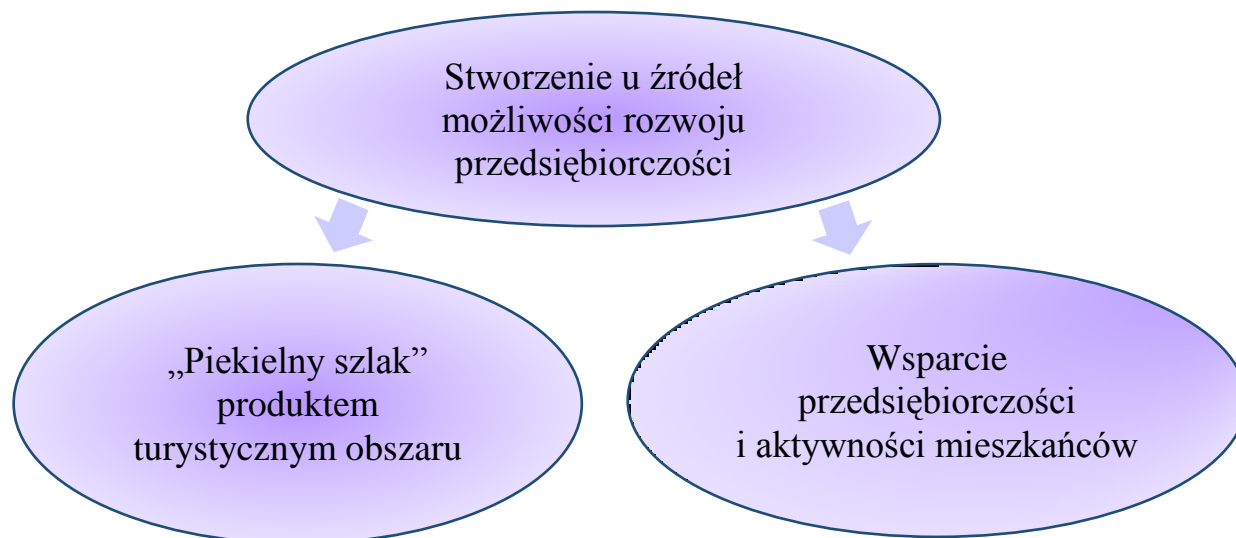 Stworzenie u źródeł
możliwości rozwoju
przedsiębiorczości
„Piekielny szlak”
produktem
turystycznym obszaru
Wsparcie
przedsiębiorczości
i aktywności mieszkańców